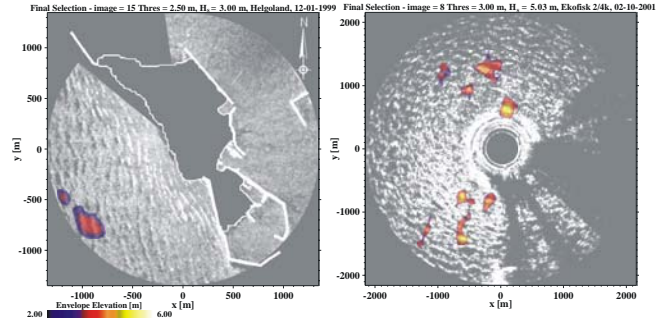 Final Selection - image = 15 Thres = 2.50 m, Hs = 3.00 m, Helgoland, 12-01-1999
Final Selection - image = 8 Thres = 3.00 m, Hs = 5.03 m, Ekofisk 2/4k, 02-10-2001
N
1000
500
0
-500
-1000
y [m]
-1000 -500 0 500 1000
x [m]
Envelope Elevation [m]
2.00 6.00
2000
1000
0
-1000
-2000
y [m]
-2000 -1000 0 1000 2000
x [m]